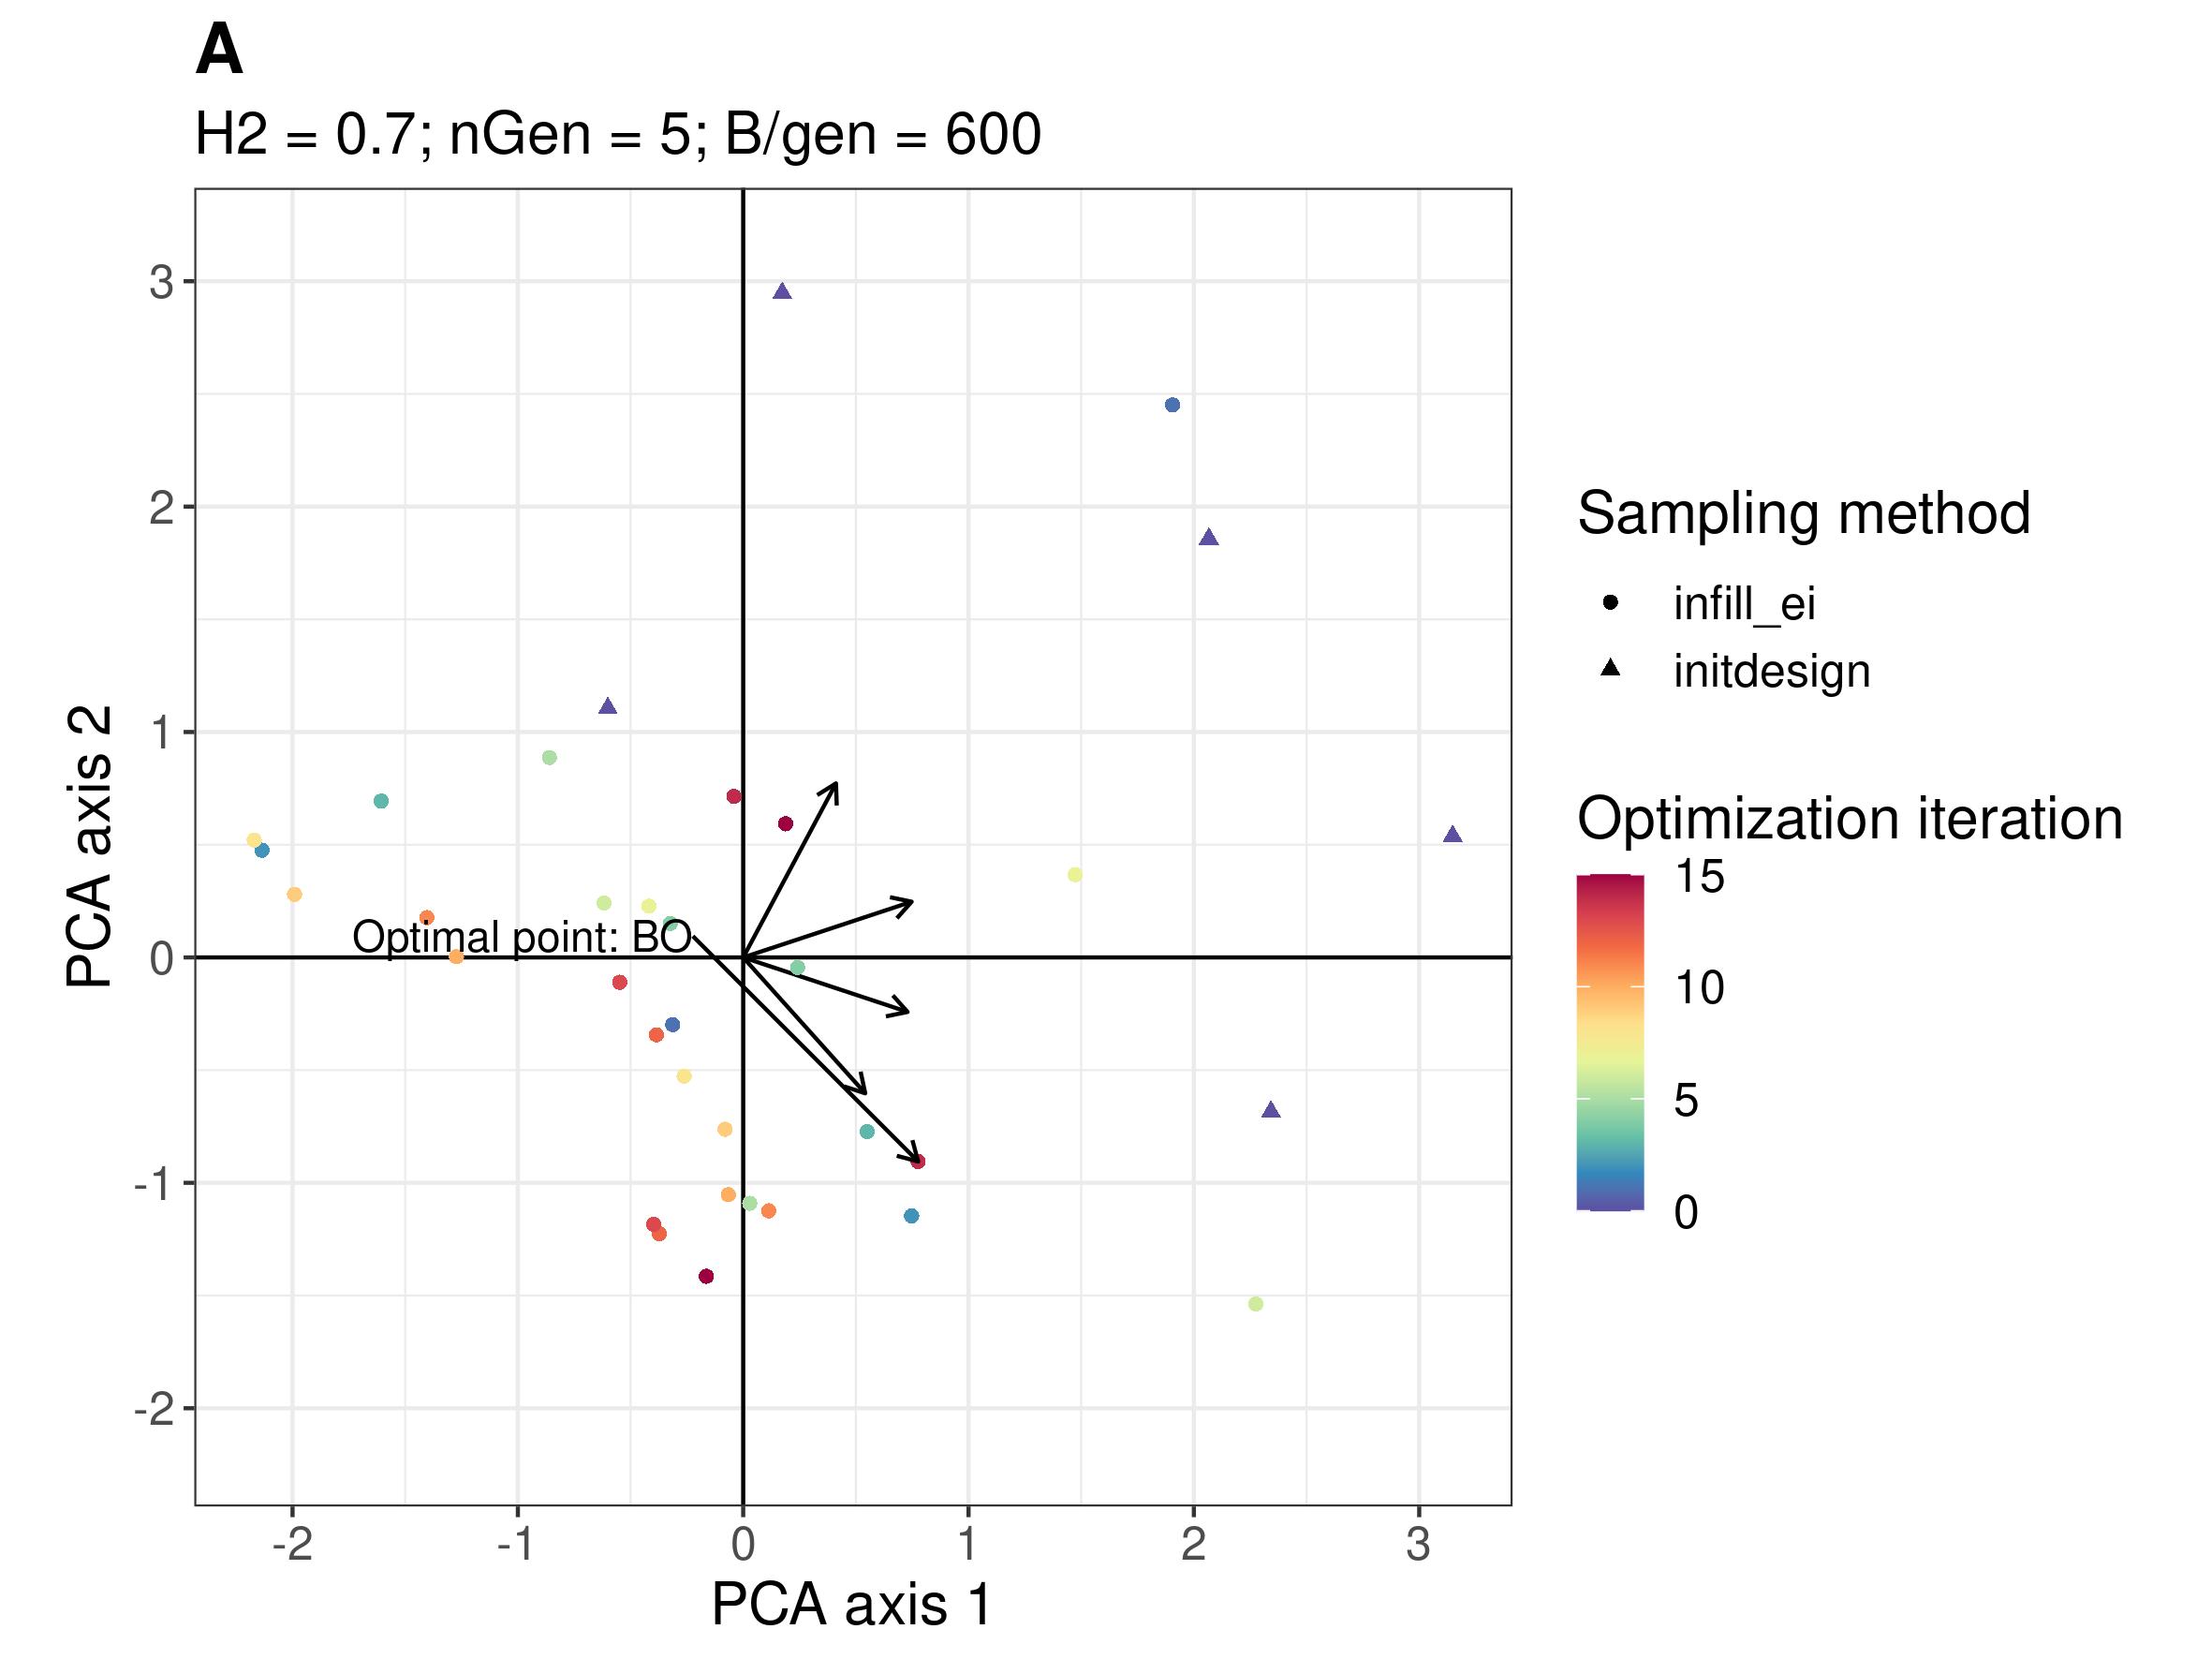 A
H2 = 0.7; nGen = 5; B/gen = 600
PCA axis 2
3
2
1
0
-1
-2
Optimal point: BO
-2
-1
0
1
2
3
PCA axis 1
Sampling method
infill_ei
initdesign
Optimization iteration
15
10
5
0